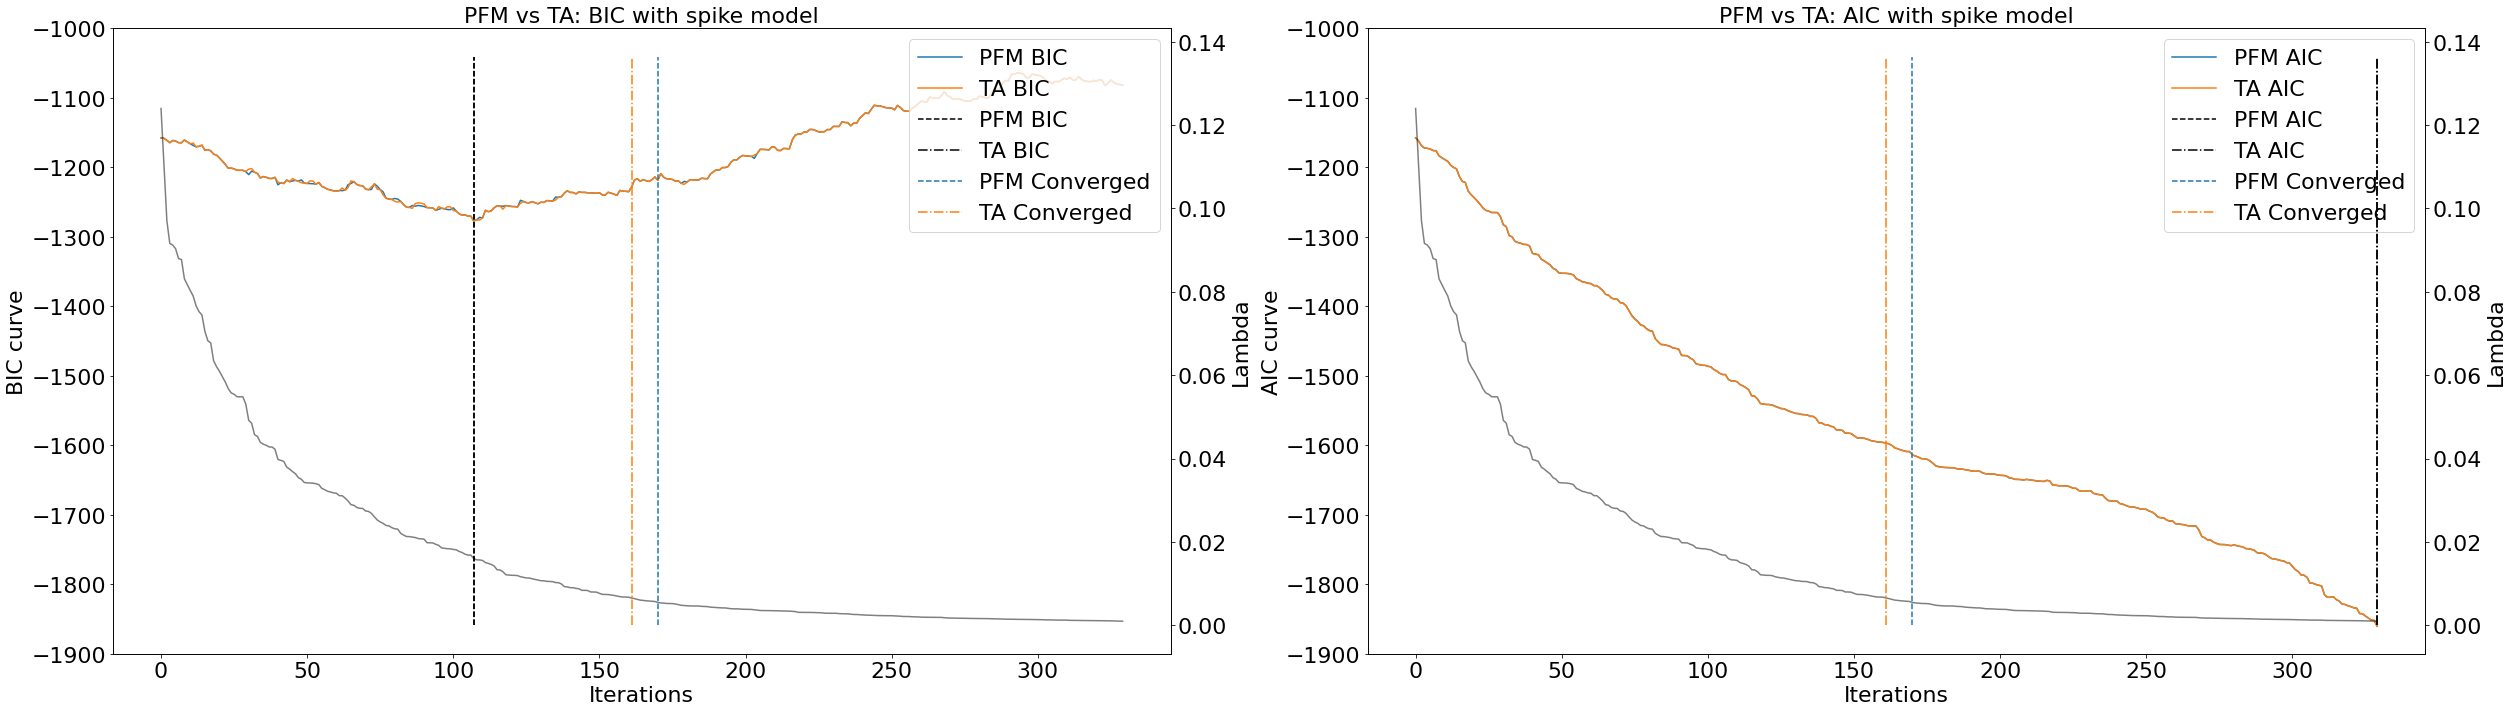 PFM vs TA: BIC with spike model
−1000
−1100
−1200
−1300
−1400
−1500
−1600
−1700
−1800
−1900
BIC curve
0
50
100
150
200
250
300
Iterations
0.14
0.12
0.10
0.08
0.06
0.04
0.02
0.00
Lambda
PFM BIC
TA BIC
PFM BIC
TA BIC
PFM Converged
TA Converged
PFM vs TA: AIC with spike model
−1000
−1100
−1200
−1300
−1400
−1500
−1600
−1700
−1800
−1900
AIC curve
0
50
100
150
200
250
300
Iterations
0.14
0.12
0.10
0.08
0.06
0.04
0.02
0.00
Lambda
PFM AIC
TA AIC
PFM AIC
TA AIC
PFM Converged
TA Converged